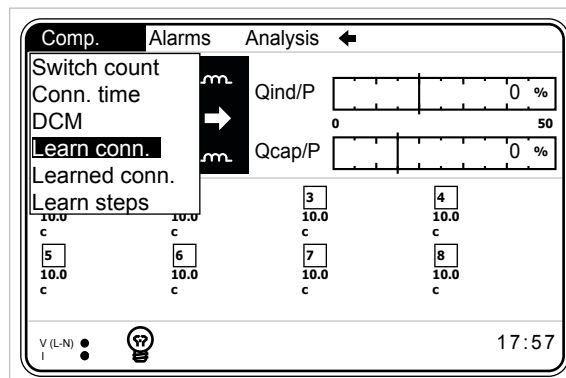 Comp. Alarms Analysis
Switch count
Conn. time
DCM
Learn conn.
Learned conn.
Learn steps
Qind/P 0 %
0 50
Qcap/P 0 %
3 4
10.0 10.0 10.0 10.0
c c c c
5 6 7 8
10.0 10.0 10.0 10.0
c c c c
V (L-N)
I
17:57